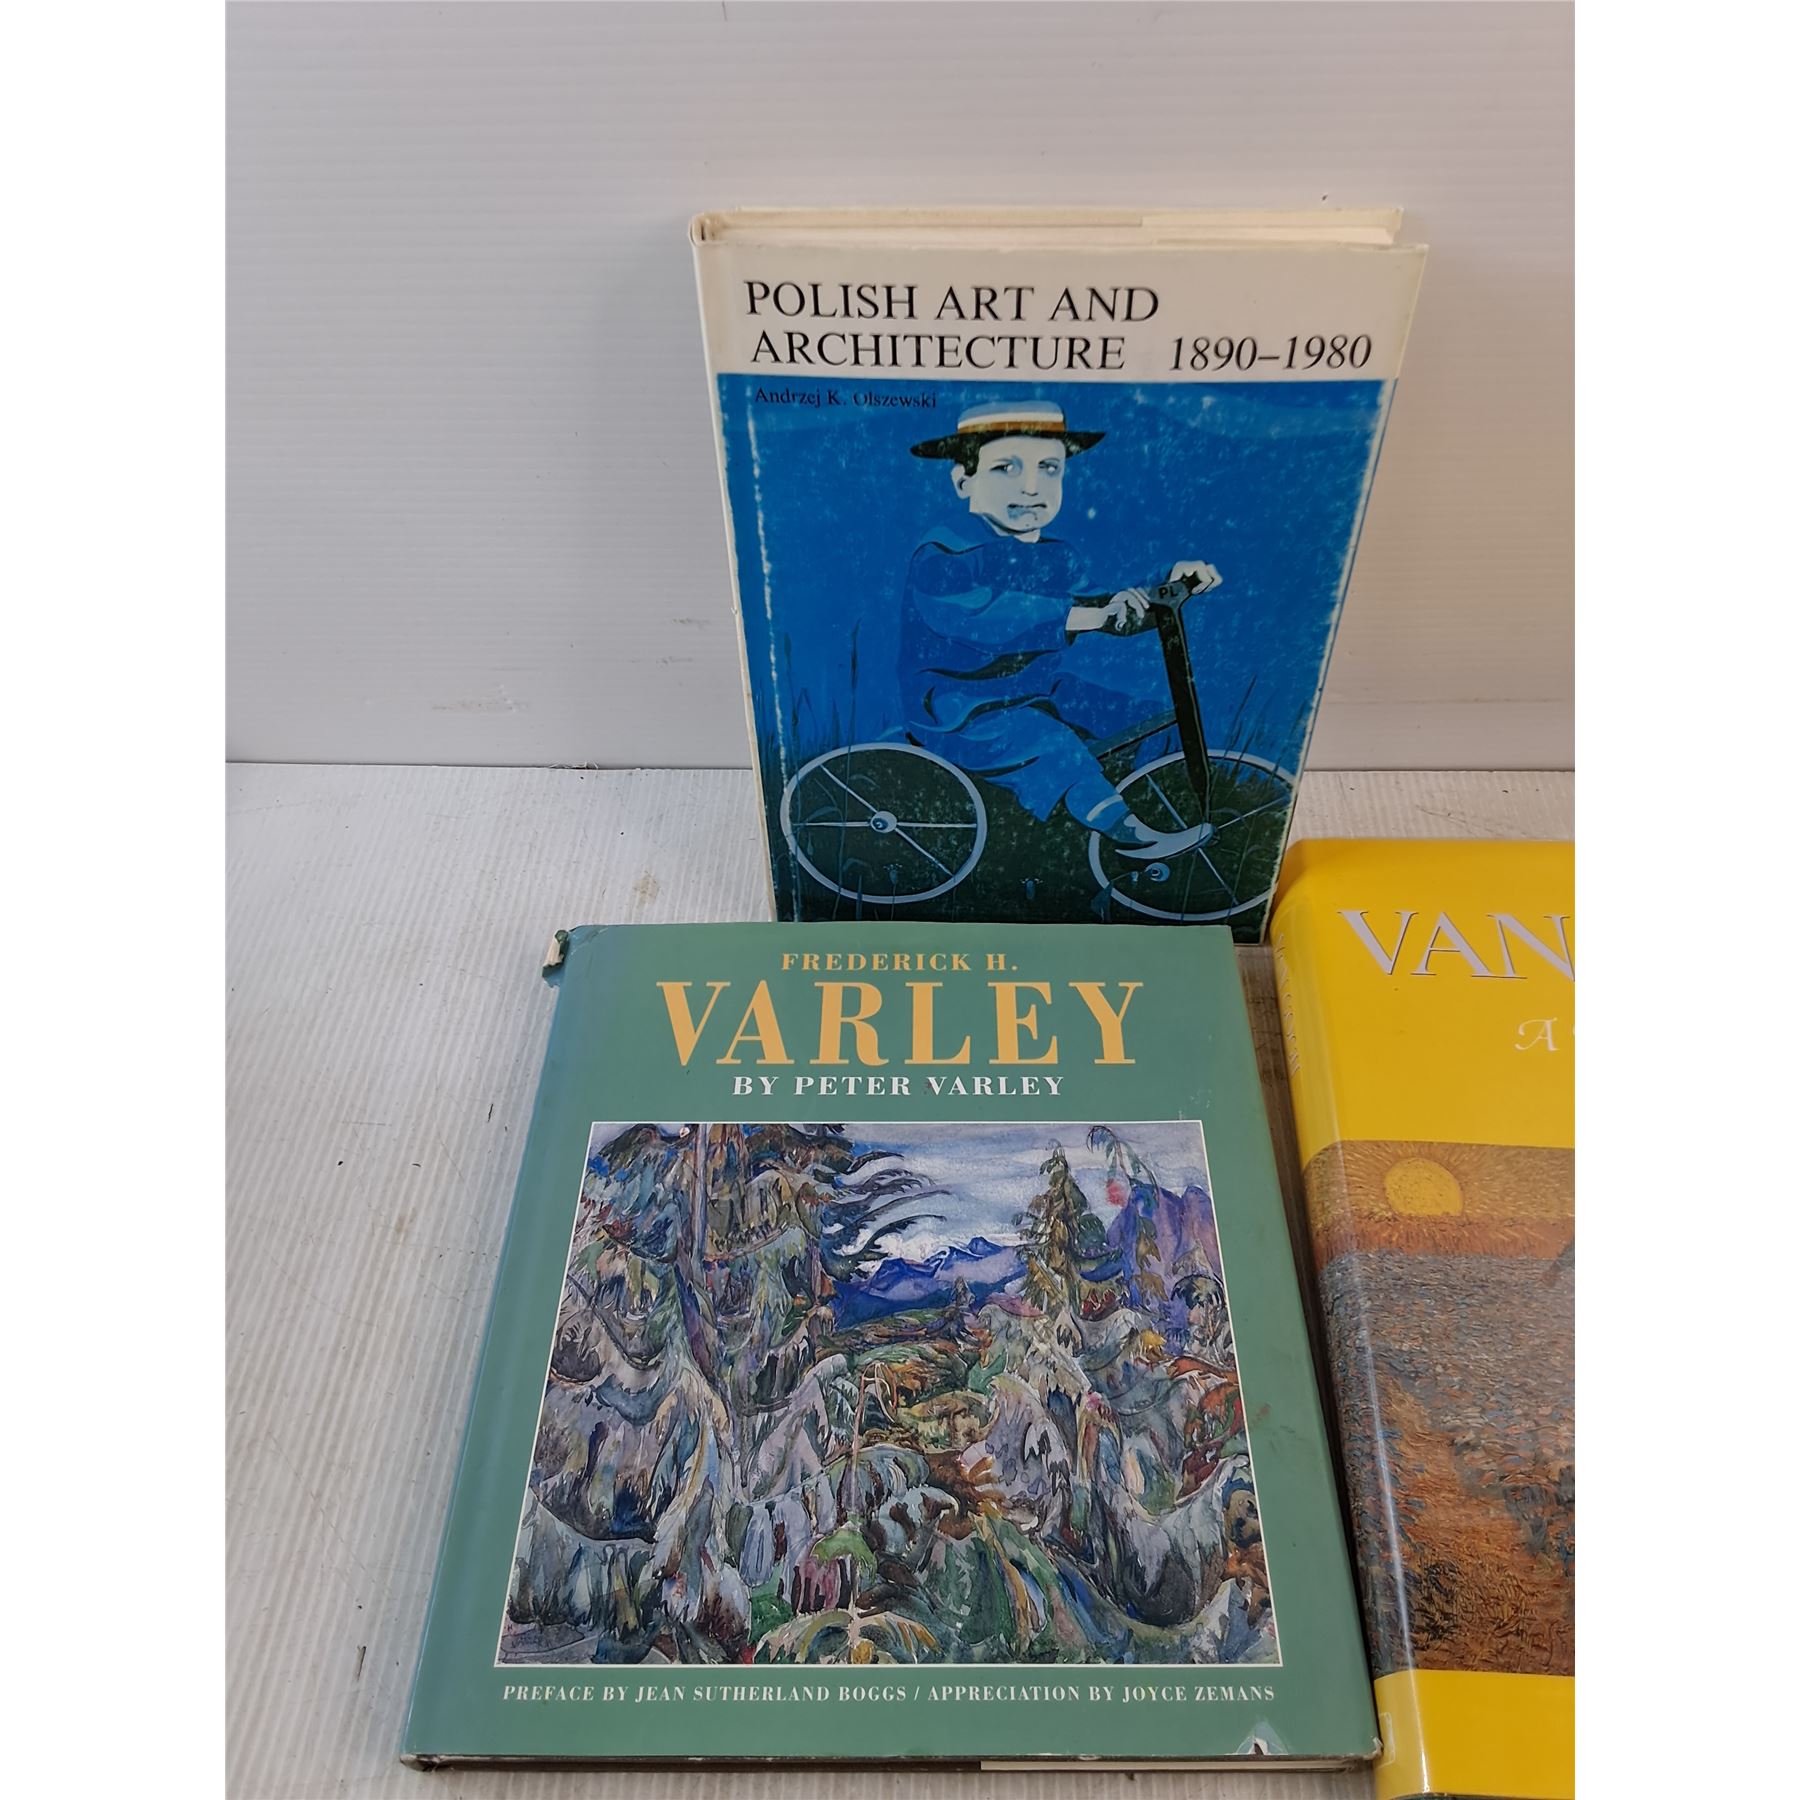 POLISH ART AND
ARCHITECTURE 1890–1980
Andrzej K. Olszewski
PL
FREDERICK H.
VARLEY
BY PETER VARLEY
PREFACE BY JEAN SUTHERLAND BOGGS / APPRECIATION BY JOYCE ZEMANS
VAN
A